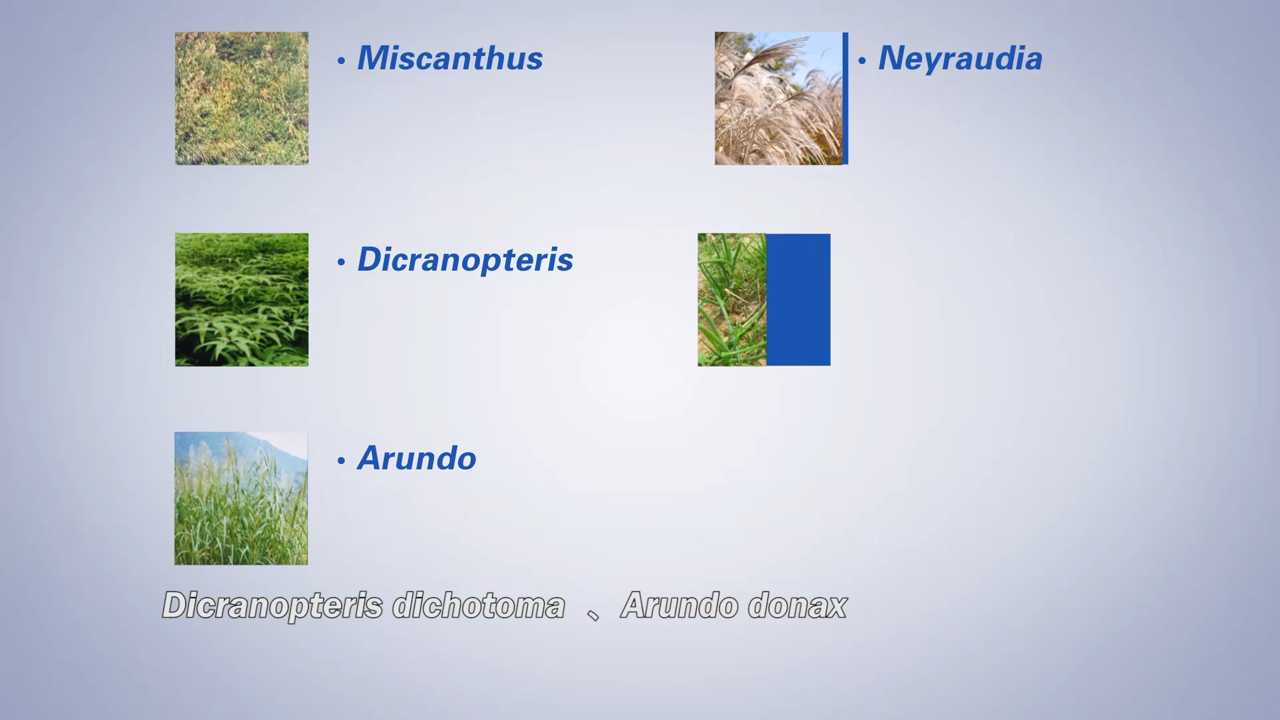 • Miscanthus
• Neyraudia
• Dicranopteris
• Arundo
Dicranopteris dichotoma 、 Arundo donax